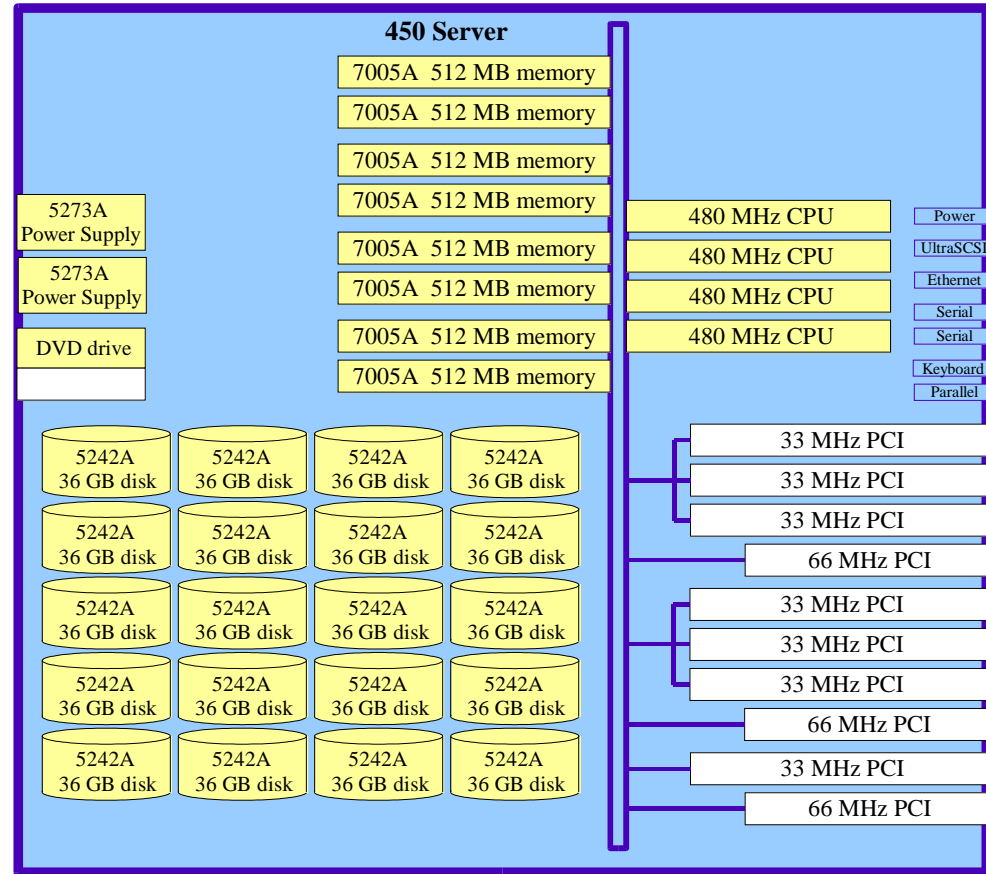 450 Server
7005A 512 MB memory
7005A 512 MB memory
7005A 512 MB memory
7005A 512 MB memory
7005A 512 MB memory
7005A 512 MB memory
7005A 512 MB memory
7005A 512 MB memory
5273A
Power Supply
5273A
Power Supply
DVD drive
480 MHz CPU
480 MHz CPU
480 MHz CPU
480 MHz CPU
Power
UltraSCSI
Ethernet
Serial
Serial
Keyboard
Parallel
5242A 5242A 5242A 5242A
36 GB disk 36 GB disk 36 GB disk 36 GB disk
5242A 5242A 5242A 5242A
36 GB disk 36 GB disk 36 GB disk 36 GB disk
5242A 5242A 5242A 5242A
36 GB disk 36 GB disk 36 GB disk 36 GB disk
5242A 5242A 5242A 5242A
36 GB disk 36 GB disk 36 GB disk 36 GB disk
5242A 5242A 5242A 5242A
36 GB disk 36 GB disk 36 GB disk 36 GB disk
33 MHz PCI
33 MHz PCI
33 MHz PCI
66 MHz PCI
33 MHz PCI
33 MHz PCI
33 MHz PCI
66 MHz PCI
33 MHz PCI
66 MHz PCI